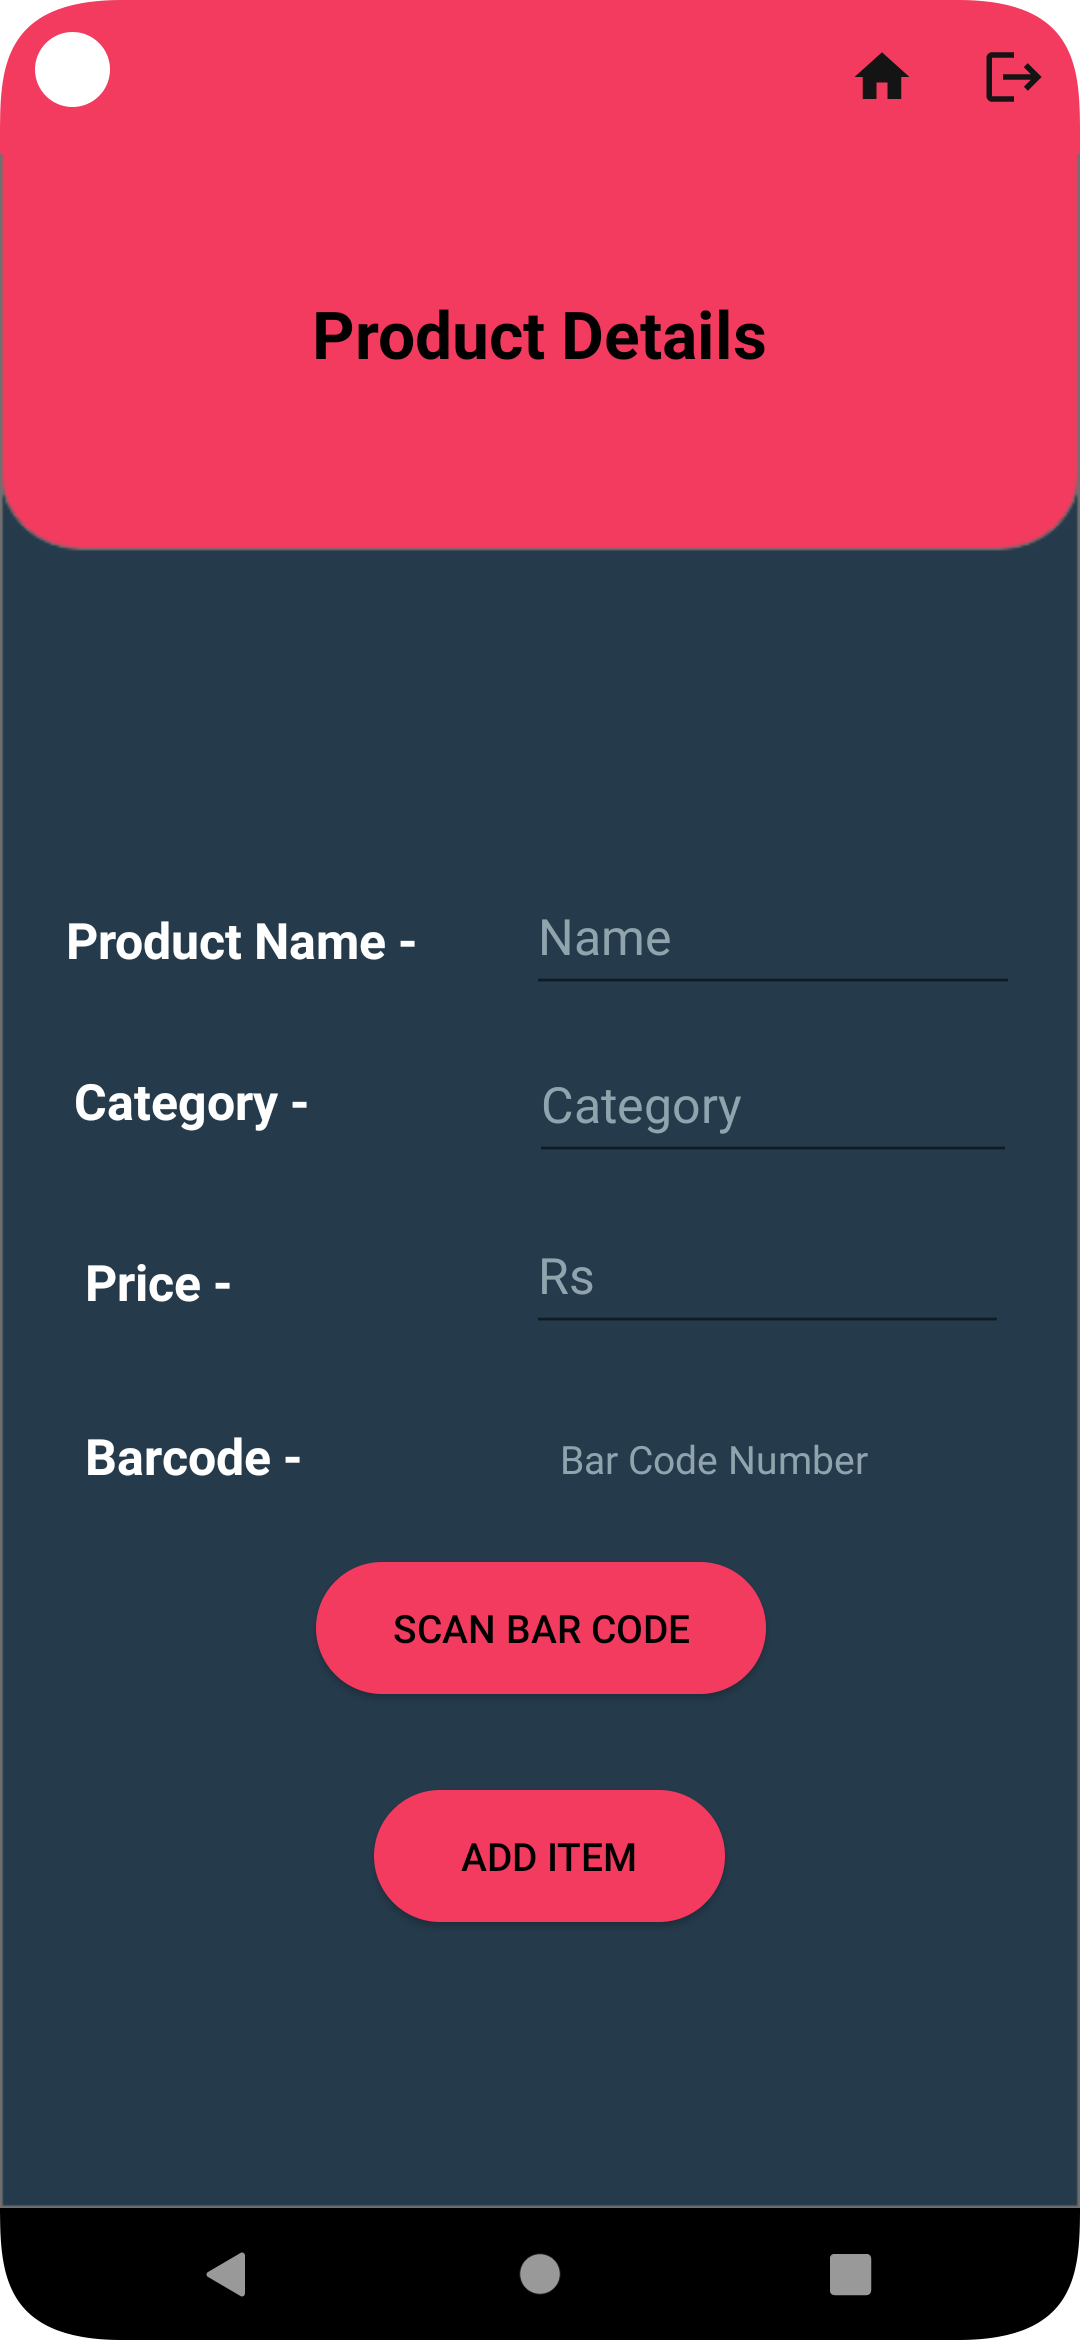 Product Details
Product Name - Name
Category - Category
Price - Rs
Barcode - Bar Code Number
SCAN BAR CODE
ADD ITEM